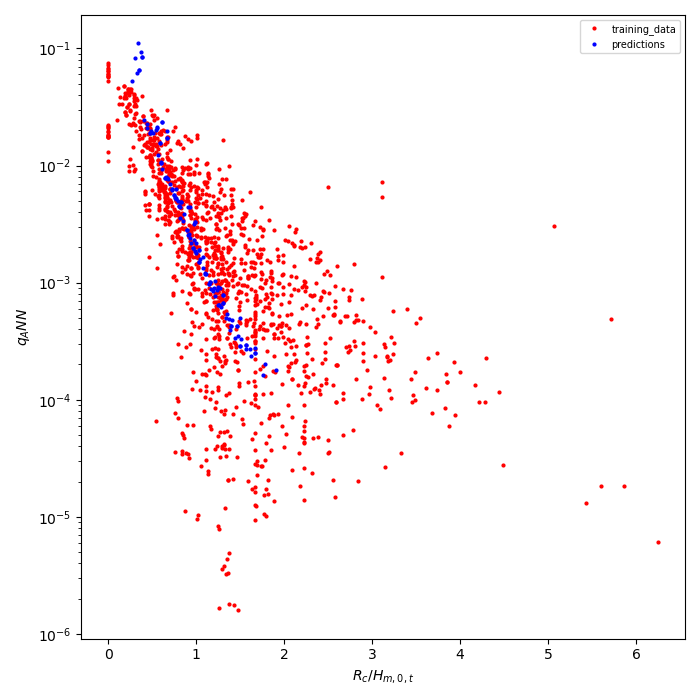 training_data
predictions
10⁻¹
10⁻²
10⁻³
10⁻⁴
10⁻⁵
10⁻⁶
q_ANN
0 1 2 3 4 5 6
R_c/H_{m,0,t}